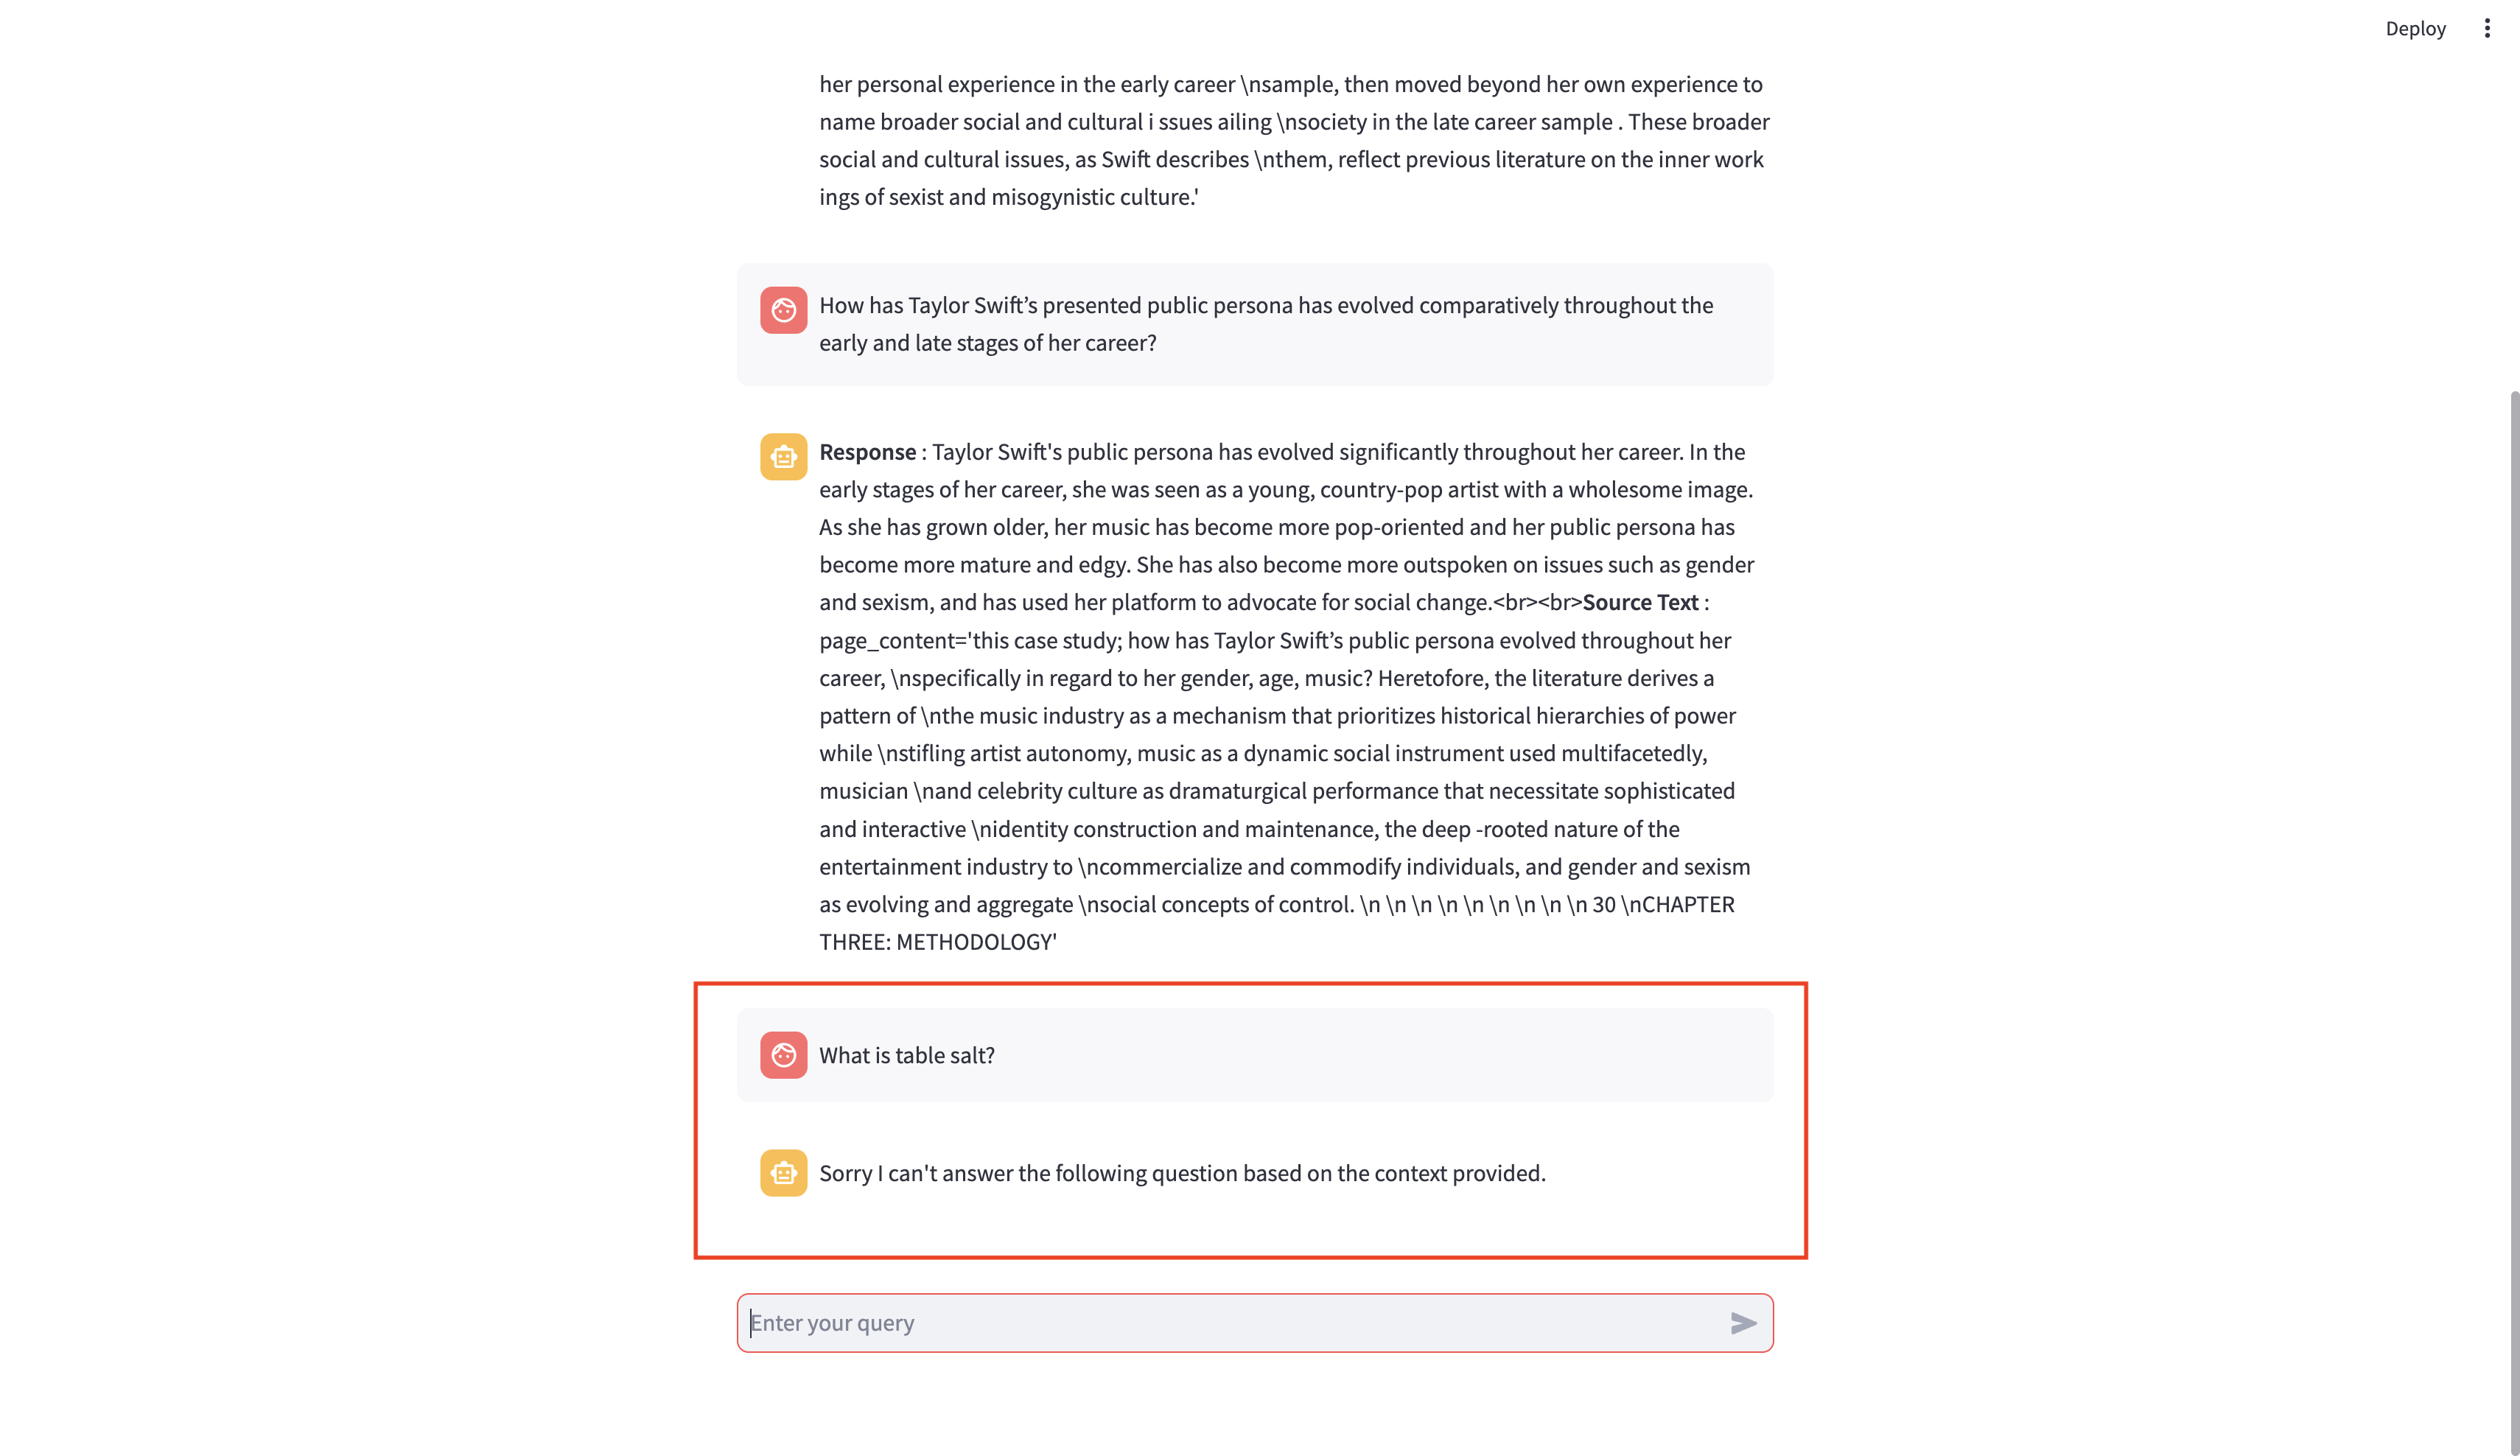 Deploy
her personal experience in the early career \nsample, then moved beyond her own experience to
name broader social and cultural i ssues ailing \nsociety in the late career sample . These broader
social and cultural issues, as Swift describes \nthem, reflect previous literature on the inner work
ings of sexist and misogynistic culture.'
How has Taylor Swift’s presented public persona has evolved comparatively throughout the
early and late stages of her career?
Response : Taylor Swift's public persona has evolved significantly throughout her career. In the
early stages of her career, she was seen as a young, country-pop artist with a wholesome image.
As she has grown older, her music has become more pop-oriented and her public persona has
become more mature and edgy. She has also become more outspoken on issues such as gender
and sexism, and has used her platform to advocate for social change.<br><br>Source Text :
page_content='this case study; how has Taylor Swift’s public persona evolved throughout her
career, \nspecifically in regard to her gender, age, music? Heretofore, the literature derives a
pattern of \nthe music industry as a mechanism that prioritizes historical hierarchies of power
while \nstifling artist autonomy, music as a dynamic social instrument used multifacetedly,
musician \nand celebrity culture as dramaturgical performance that necessitate sophisticated
and interactive \nidentity construction and maintenance, the deep -rooted nature of the
entertainment industry to \ncommercialize and commodify individuals, and gender and sexism
as evolving and aggregate \nsocial concepts of control. \n \n \n \n \n \n \n \n \n 30 \nCHAPTER
THREE: METHODOLOGY'
What is table salt?
Sorry I can't answer the following question based on the context provided.
Enter your query